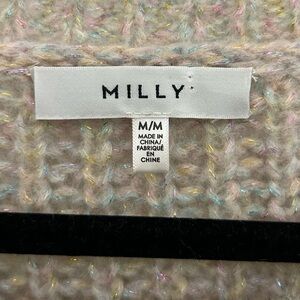 MILLY
M/M
MADE IN
CHINA/
FABRIQUÉ
EN
CHINE